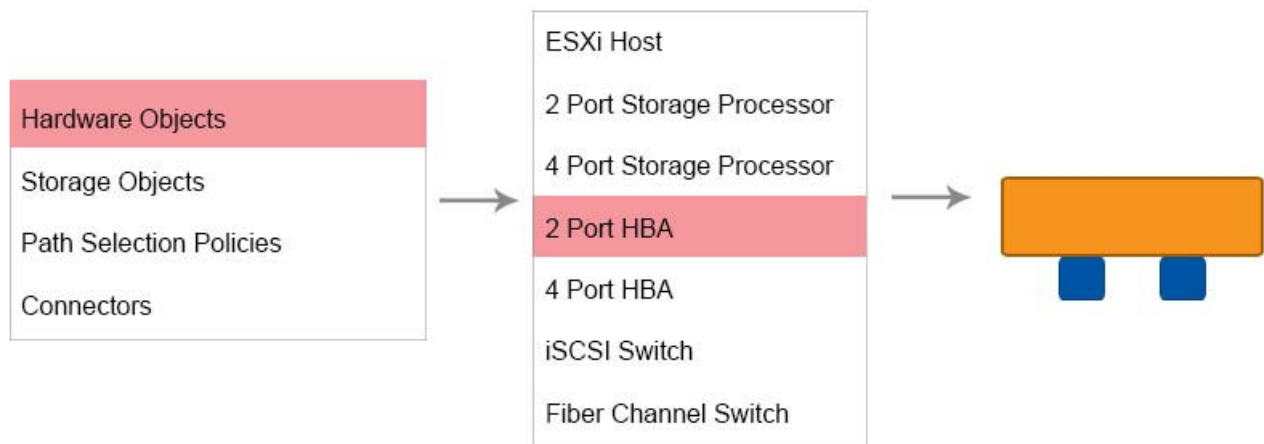 Hardware Objects
Storage Objects
Path Selection Policies
Connectors
ESXi Host
2 Port Storage Processor
4 Port Storage Processor
2 Port HBA
4 Port HBA
iSCSI Switch
Fiber Channel Switch